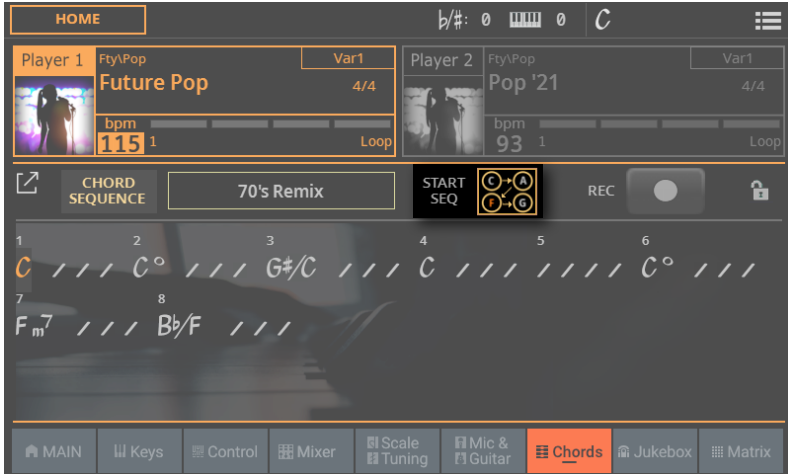 HOME ♭/♯: 0 0 C
Player 1 Fty\Pop Var1 Player 2 Fty\Pop Var1
Future Pop 4/4 Pop '21 4/4
bpm bpm
115 1 Loop 93 1 Loop
CHORD SEQUENCE 70's Remix START SEQ C A F G REC
1 2 3 4 5 6
C / / / C° / / / G♯/C / / / C / / / / / / / C° / / /
7 8
F m7 / / / B♭/F / / /
MAIN Keys Control Mixer Scale Tuning Mic & Guitar Chords Jukebox Matrix